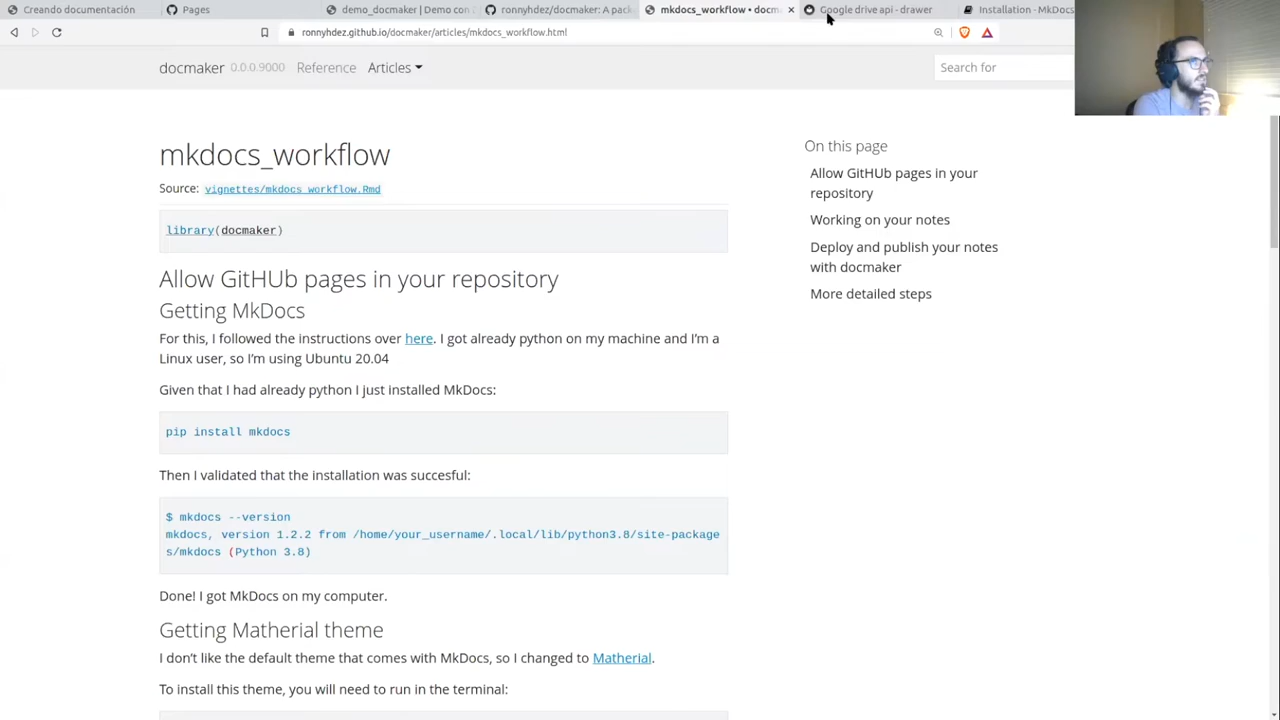 Creando documentación
Pages
demo_docmaker | Demo con
ronnyhdez/docmaker: A pack
mkdocs_workflow • docm
Google drive api - drawer
Installation - MkDocs
ronnyhdez.github.io/docmaker/articles/mkdocs_workflow.html
docmaker 0.0.0.9000 Reference Articles
Search for
mkdocs_workflow
Source: vignettes/mkdocs_workflow.Rmd
library(docmaker)
Allow GitHUb pages in your repository
Getting MkDocs
For this, I followed the instructions over here. I got already python on my machine and I’m a
Linux user, so I’m using Ubuntu 20.04
Given that I had already python I just installed MkDocs:
pip install mkdocs
Then I validated that the installation was succesful:
$ mkdocs --version
mkdocs, version 1.2.2 from /home/your_username/.local/lib/python3.8/site-package
s/mkdocs (Python 3.8)
Done! I got MkDocs on my computer.
Getting Matherial theme
I don’t like the default theme that comes with MkDocs, so I changed to Matherial.
To install this theme, you will need to run in the terminal:
On this page
Allow GitHUb pages in your
repository
Working on your notes
Deploy and publish your notes
with docmaker
More detailed steps